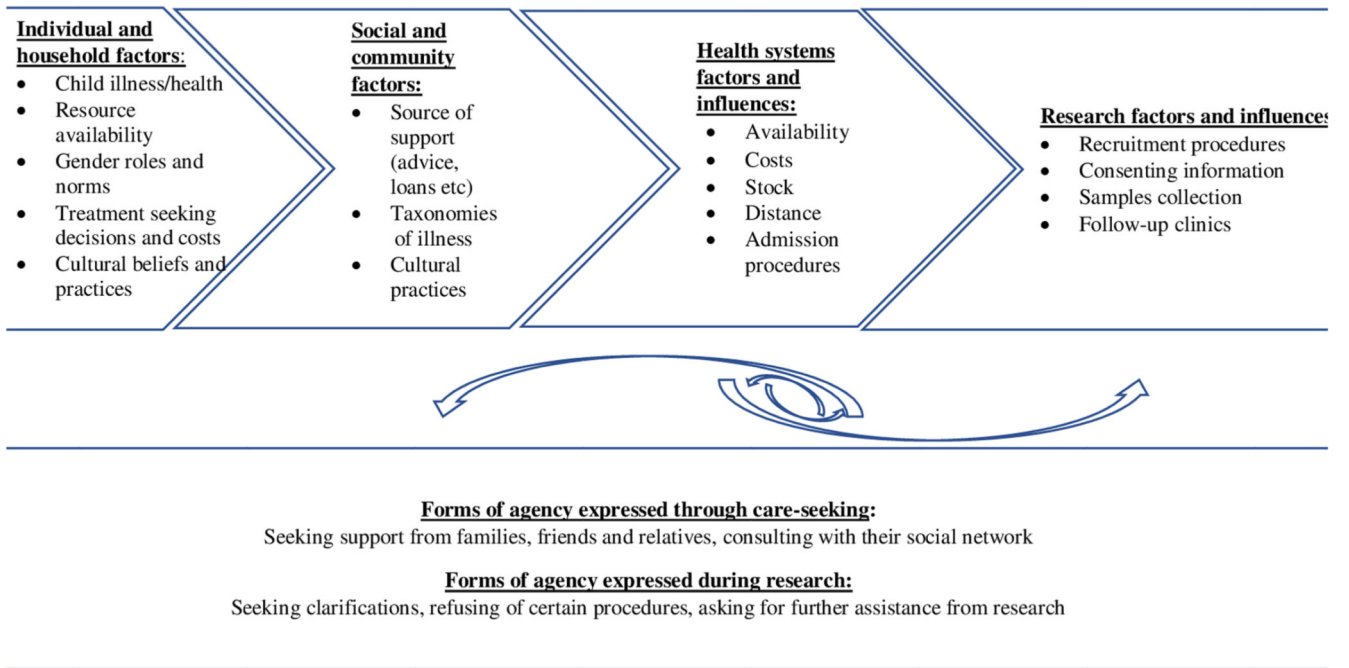 Individual and
household factors:
• Child illness/health
• Resource
availability
• Gender roles and
norms
• Treatment seeking
decisions and costs
• Cultural beliefs and
practices
Social and
community
factors:
• Source of
support
(advice,
loans etc)
• Taxonomies
of illness
• Cultural
practices
Health systems
factors and
influences:
• Availability
• Costs
• Stock
• Distance
• Admission
procedures
Research factors and influences
• Recruitment procedures
• Consenting information
• Samples collection
• Follow-up clinics
Forms of agency expressed through care-seeking:
Seeking support from families, friends and relatives, consulting with their social network
Forms of agency expressed during research:
Seeking clarifications, refusing of certain procedures, asking for further assistance from research